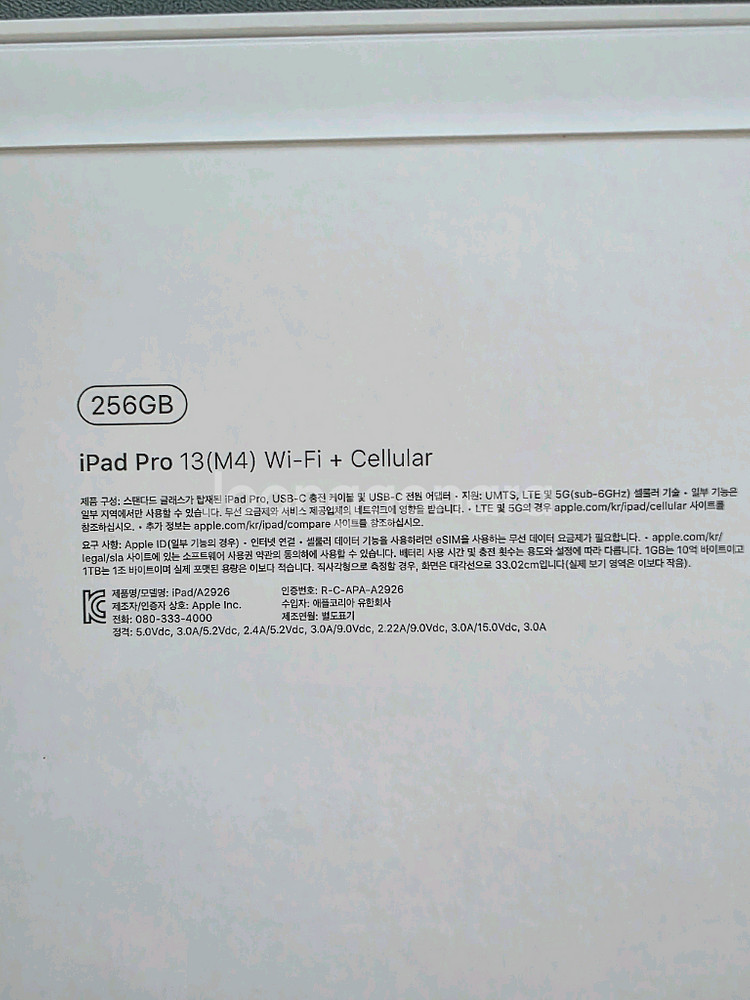 256GB
iPad Pro 13(M4) Wi-Fi + Cellular
제품 구성: 스탠다드 글래스가 탑재된 iPad Pro, USB-C 충전 케이블 및 USB-C 전원 어댑터 • 지원: UMTS, LTE 및 5G(sub-6GHz) 셀룰러 기술 • 일부 기능은
일부 지역에서만 사용할 수 있습니다. 무선 요금제와 서비스 제공업체의 네트워크에 영향을 받습니다. • LTE 및 5G의 경우 apple.com/kr/ipad/cellular 사이트를
참조하십시오. • 추가 정보는 apple.com/kr/ipad/compare 사이트를 참조하십시오.
요구 사항: Apple ID(일부 기능의 경우) • 인터넷 연결 • 셀룰러 데이터 기능을 사용하려면 eSIM을 사용하는 무선 데이터 요금제가 필요합니다. • apple.com/kr/
legal/sla 사이트에 있는 소프트웨어 사용권 약관의 동의하에 사용할 수 있습니다. 배터리 사용 시간 및 충전 횟수는 용도와 설정에 따라 다릅니다. 1GB는 10억 바이트이고
1TB는 1조 바이트이며 실제 포맷된 용량은 이보다 적습니다. 직사각형으로 측정할 경우, 화면은 대각선으로 33.02cm입니다(실제 보기 영역은 이보다 작음).
제품명/모델명: iPad/A2926 인증번호: R-C-APA-A2926
제조자/인증자 상호: Apple Inc. 수입자: 애플코리아 유한회사
전화: 080-333-4000 제조연월: 별도표기
정격: 5.0Vdc, 3.0A/5.2Vdc, 2.4A/5.2Vdc, 3.0A/9.0Vdc, 2.22A/9.0Vdc, 3.0A/15.0Vdc, 3.0A